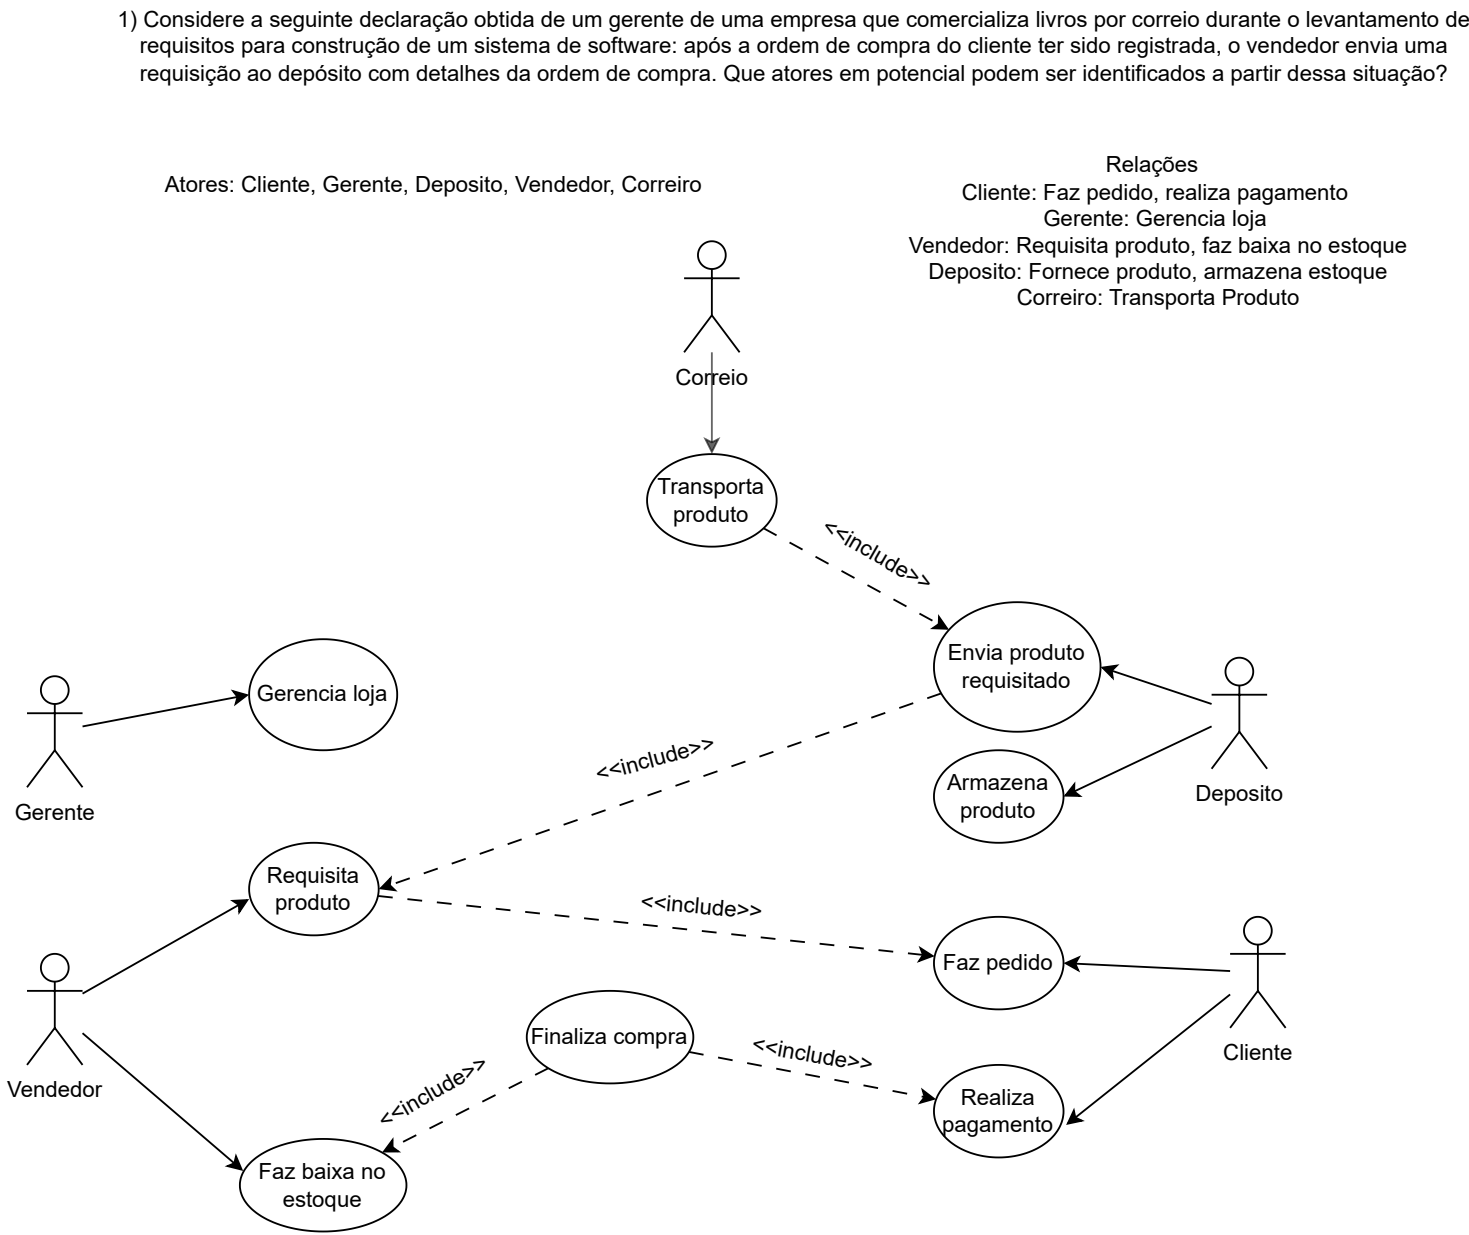 1) Considere a seguinte declaração obtida de um gerente de uma empresa que comercializa livros por correio durante o levantamento de
requisitos para construção de um sistema de software: após a ordem de compra do cliente ter sido registrada, o vendedor envia uma
requisição ao depósito com detalhes da ordem de compra. Que atores em potencial podem ser identificados a partir dessa situação?
Atores: Cliente, Gerente, Deposito, Vendedor, Correiro
Relações
Cliente: Faz pedido, realiza pagamento
Gerente: Gerencia loja
Vendedor: Requisita produto, faz baixa no estoque
Deposito: Fornece produto, armazena estoque
Correiro: Transporta Produto
Correio
Transporta
produto
<<include>>
Envia produto
requisitado
Gerencia loja
Gerente
<<include>>
Armazena
produto
Deposito
Requisita
produto
<<include>>
Faz pedido
Cliente
Vendedor
Finaliza compra
<<include>>
<<include>>
Realiza
pagamento
Faz baixa no
estoque